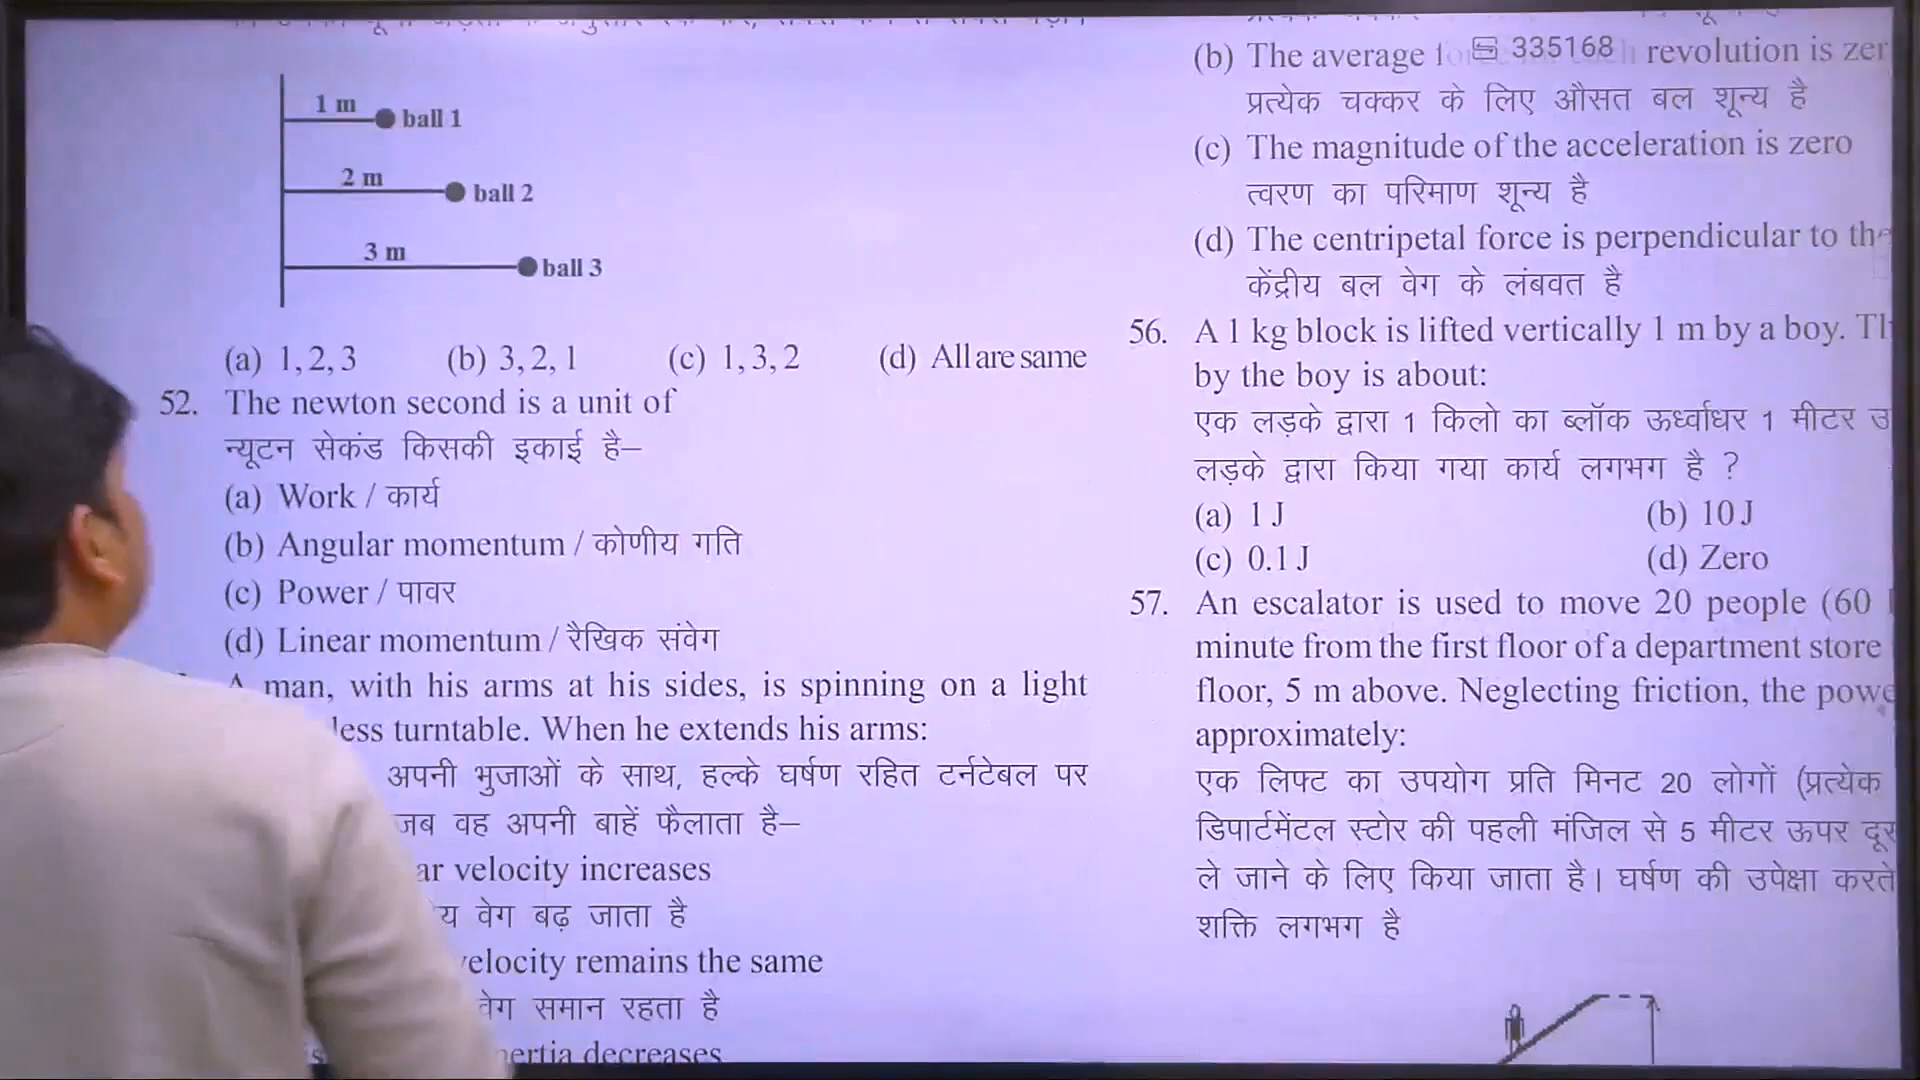 1 m
ball 1
2 m
ball 2
3 m
ball 3
(a) 1, 2, 3 (b) 3, 2, 1 (c) 1, 3, 2 (d) All are same
52. The newton second is a unit of
न्यूटन सेकंड किसकी इकाई है–
(a) Work / कार्य
(b) Angular momentum / कोणीय गति
(c) Power / पावर
(d) Linear momentum / रैखिक संवेग
man, with his arms at his sides, is spinning on a light
less turntable. When he extends his arms:
अपनी भुजाओं के साथ, हल्के घर्षण रहित टर्नटेबल पर
जब वह अपनी बाहें फैलाता है–
ar velocity increases
य वेग बढ़ जाता है
velocity remains the same
वेग समान रहता है
nertia decreases
(b) The average 335168 revolution is zer
प्रत्येक चक्कर के लिए औसत बल शून्य है
(c) The magnitude of the acceleration is zero
त्वरण का परिमाण शून्य है
(d) The centripetal force is perpendicular to the
केंद्रीय बल वेग के लंबवत है
56. A 1 kg block is lifted vertically 1 m by a boy. Th
by the boy is about:
एक लड़के द्वारा 1 किलो का ब्लॉक ऊर्ध्वाधर 1 मीटर उ
लड़के द्वारा किया गया कार्य लगभग है ?
(a) 1 J (b) 10 J
(c) 0.1 J (d) Zero
57. An escalator is used to move 20 people (60
minute from the first floor of a department store
floor, 5 m above. Neglecting friction, the powe
approximately:
एक लिफ्ट का उपयोग प्रति मिनट 20 लोगों (प्रत्येक
डिपार्टमेंटल स्टोर की पहली मंजिल से 5 मीटर ऊपर दूस
ले जाने के लिए किया जाता है। घर्षण की उपेक्षा करते
शक्ति लगभग है